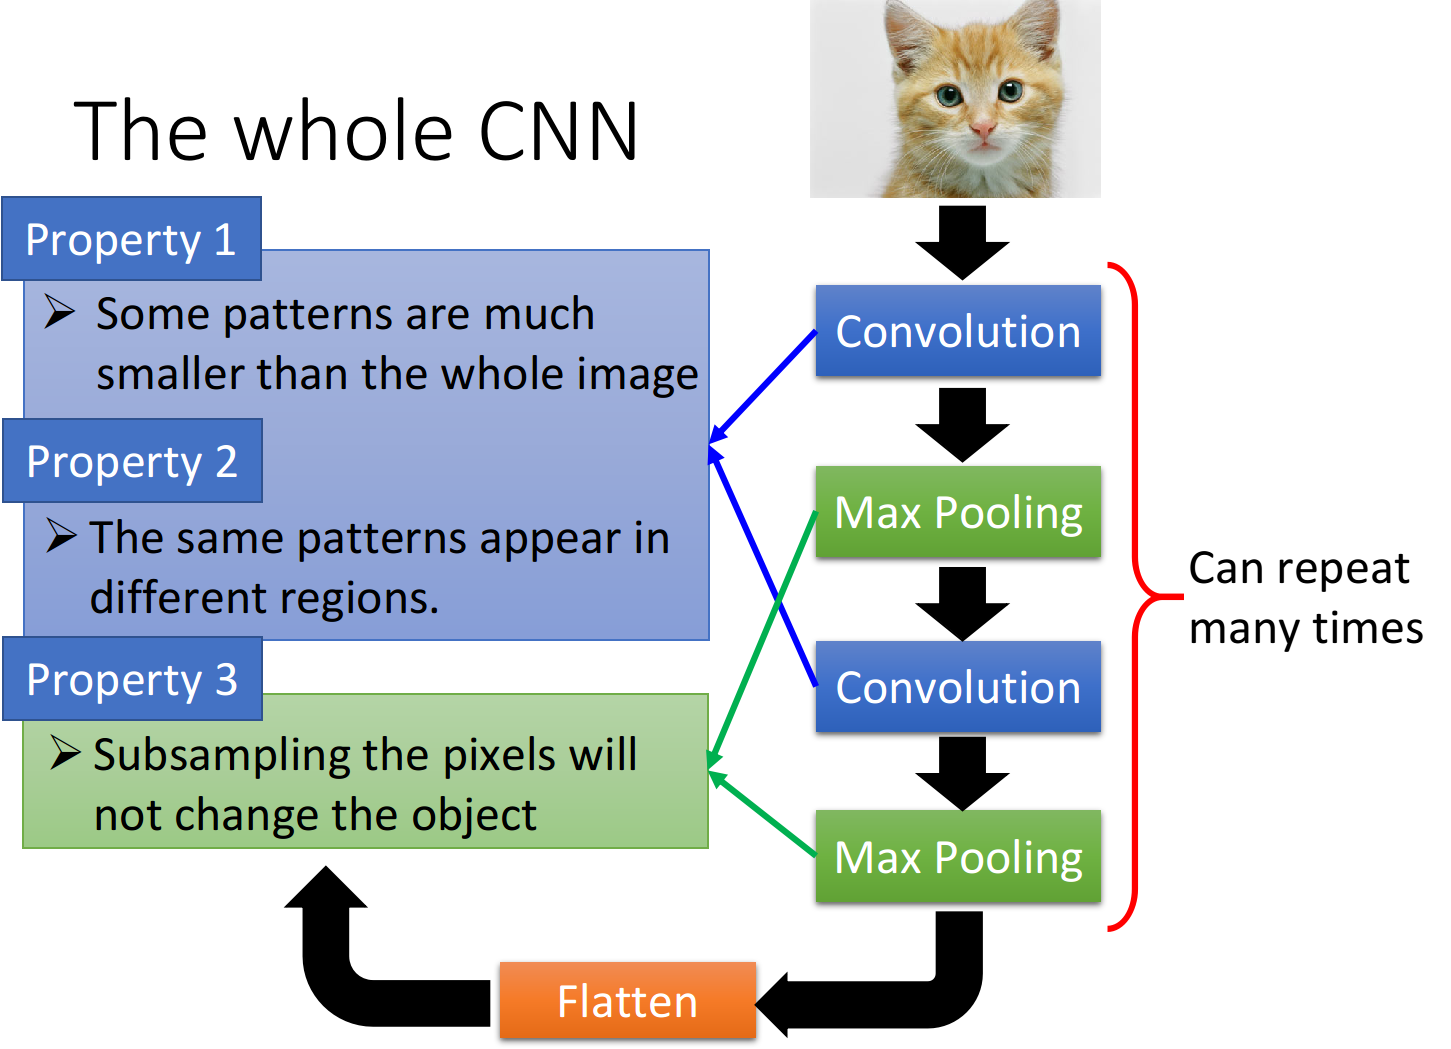 The whole CNN
Property 1
Some patterns are much
smaller than the whole image
Property 2
The same patterns appear in
different regions.
Property 3
Subsampling the pixels will
not change the object
Convolution
Max Pooling
Convolution
Max Pooling
Can repeat
many times
Flatten